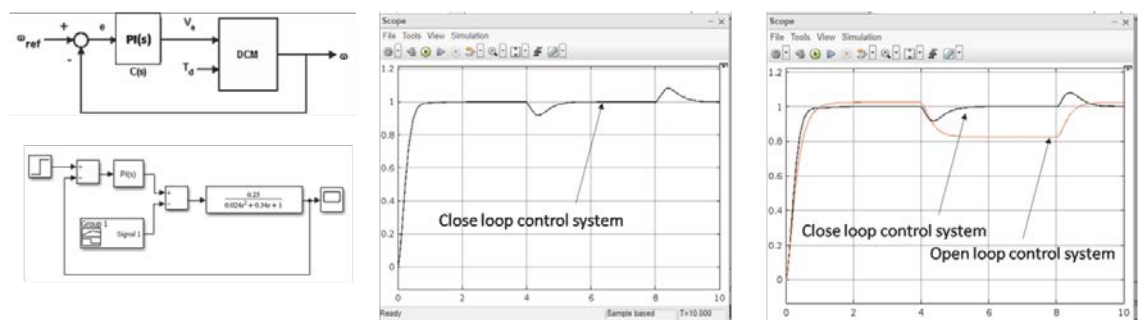 ω_ref
+
-
e
PI(s)
C(s)
V_a
T_d
DCM
ω
+
-
PI(s)
+
-
0.25
0.024s² + 0.34s + 1
Group 1
Signal 1
Scope
File Tools View Simulation
1.2
1
0.8
0.6
0.4
0.2
0
0 2 4 6 8 10
Close loop control system
Ready Sample based T=10.000
Scope
File Tools View Simulation
1.2
1
0.8
0.6
0.4
0.2
0
0 2 4 6 8 10
Close loop control system
Open loop control system